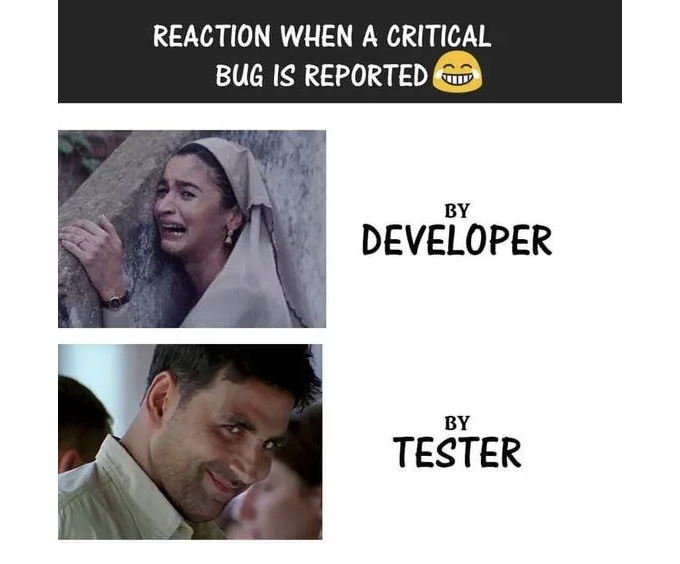 REACTION WHEN A CRITICAL
BUG IS REPORTED😂
BY
DEVELOPER
BY
TESTER